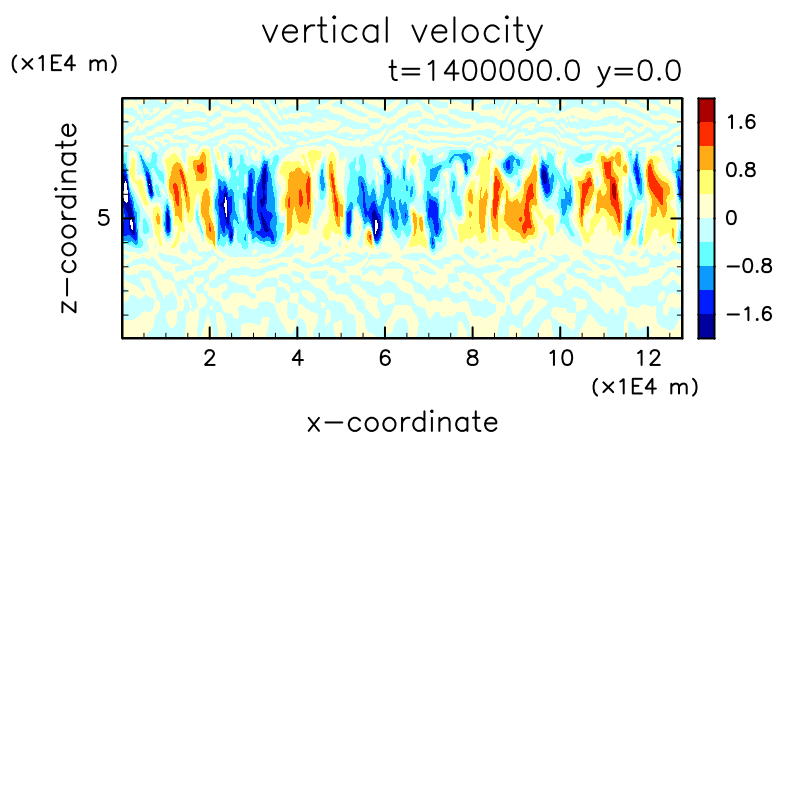 vertical velocity
(×1E4 m)
t=1400000.0 y=0.0
z−coordinate
5
1.6
0.8
0
−0.8
−1.6
2 4 6 8 10 12
(×1E4 m)
x−coordinate